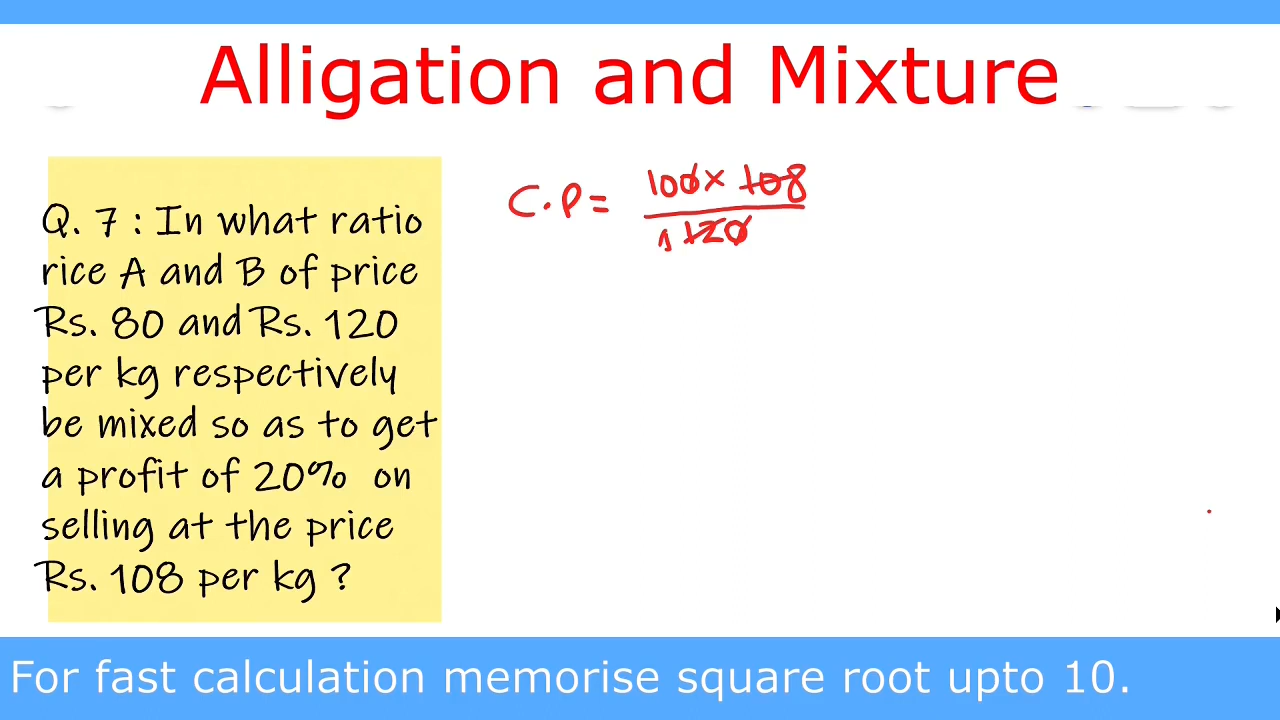 Alligation and Mixture
Q. 7 : In what ratio
rice A and B of price
Rs. 80 and Rs. 120
per kg respectively
be mixed so as to get
a profit of 20% on
selling at the price
Rs. 108 per kg ?
C.P =
100 × 108
1 120
For fast calculation memorise square root upto 10.